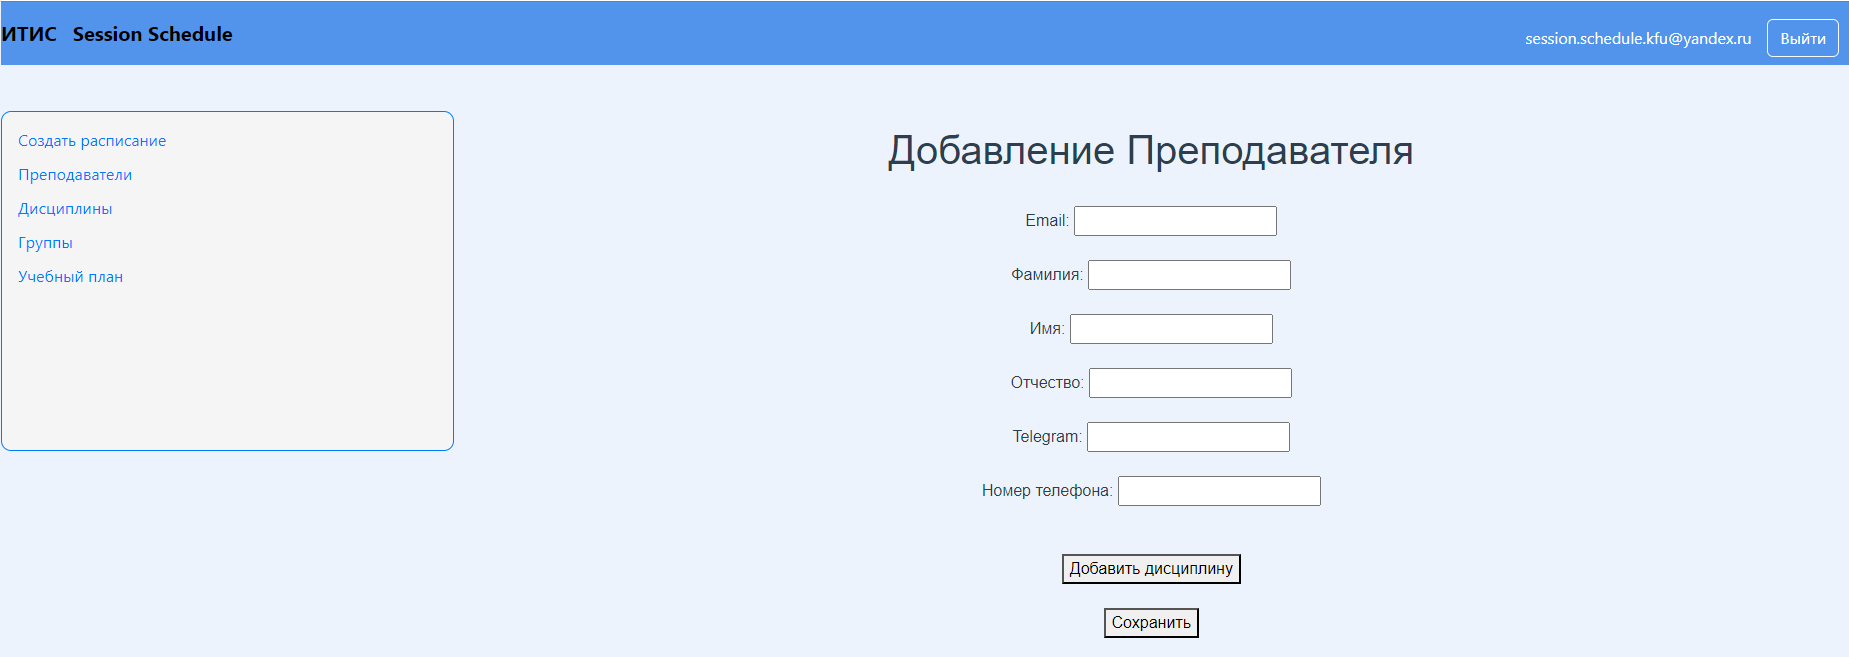 ИТИС Session Schedule
session.schedule.kfu@yandex.ru Выйти
Создать расписание
Преподаватели
Дисциплины
Группы
Учебный план
Добавление Преподавателя
Email:
Фамилия:
Имя:
Отчество:
Telegram:
Номер телефона:
Добавить дисциплину
Сохранить